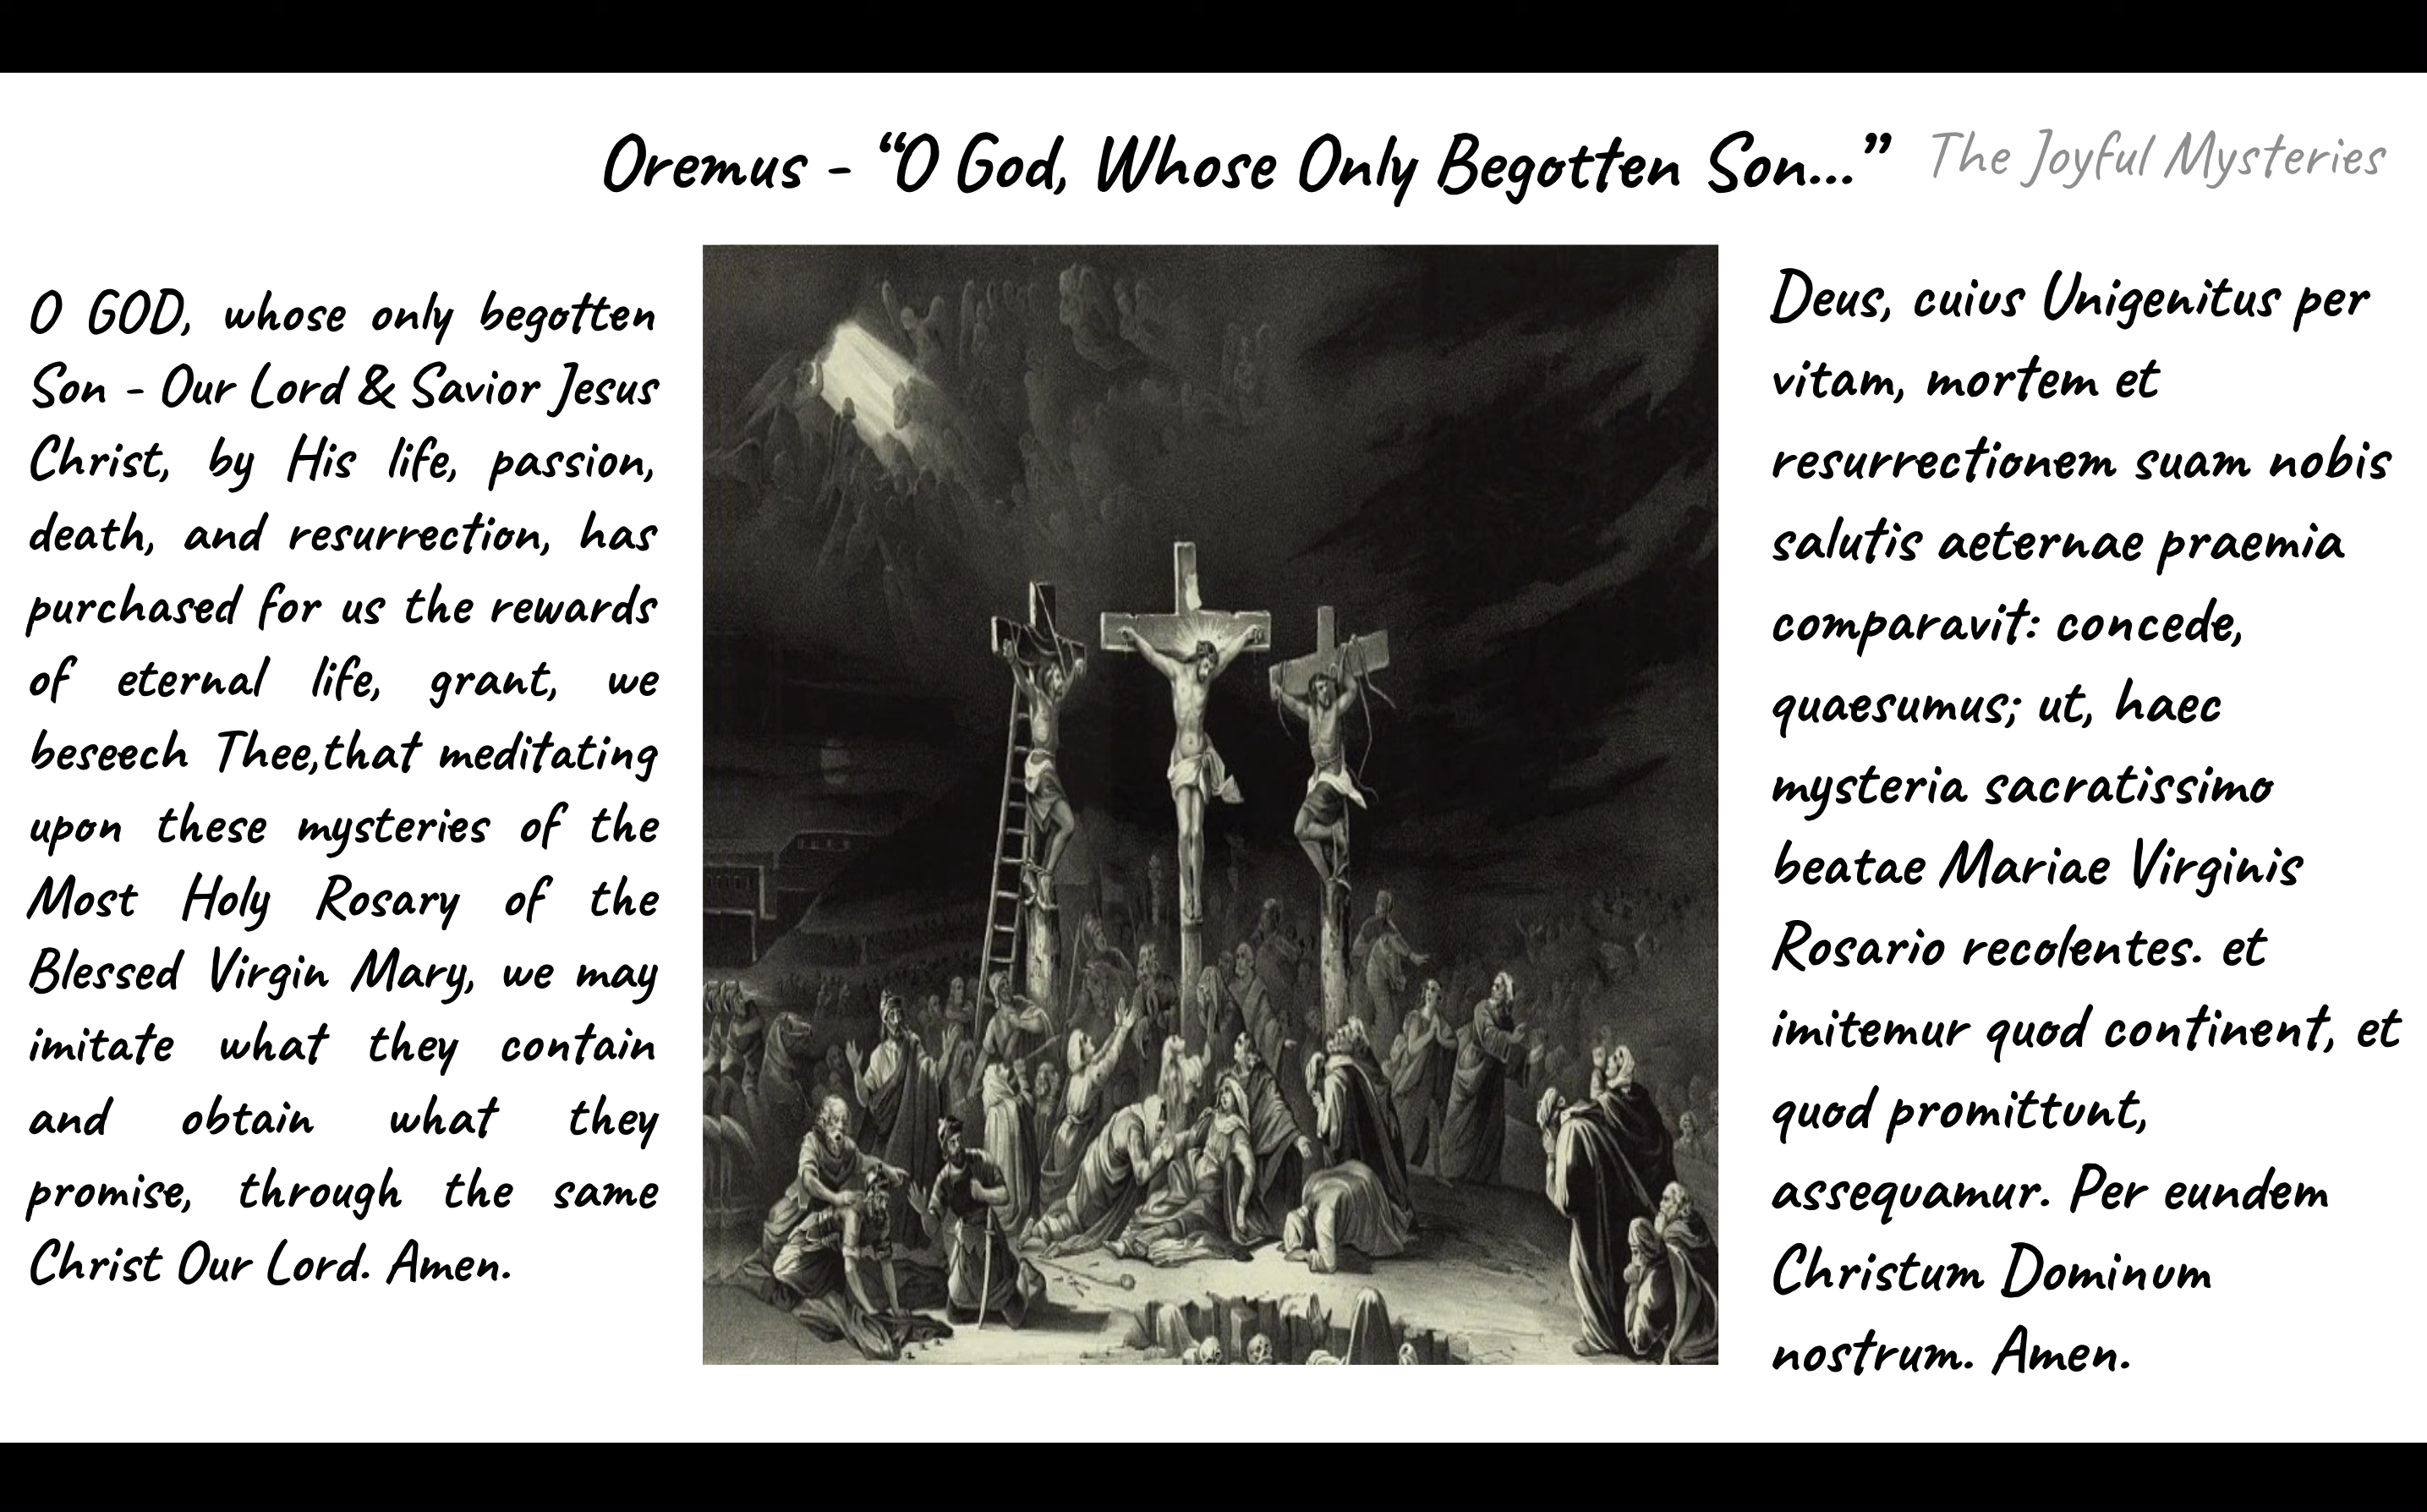 Oremus - “O God, Whose Only Begotten Son...”
The Joyful Mysteries
O GOD, whose only begotten
Son - Our Lord & Savior Jesus
Christ, by His life, passion,
death, and resurrection, has
purchased for us the rewards
of eternal life, grant, we
beseech Thee,that meditating
upon these mysteries of the
Most Holy Rosary of the
Blessed Virgin Mary, we may
imitate what they contain
and obtain what they
promise, through the same
Christ Our Lord. Amen.
Deus, cuius Unigenitus per
vitam, mortem et
resurrectionem suam nobis
salutis aeternae praemia
comparavit: concede,
quaesumus; ut, haec
mysteria sacratissimo
beatae Mariae Virginis
Rosario recolentes. et
imitemur quod continent, et
quod promittunt,
assequamur. Per eundem
Christum Dominum
nostrum. Amen.